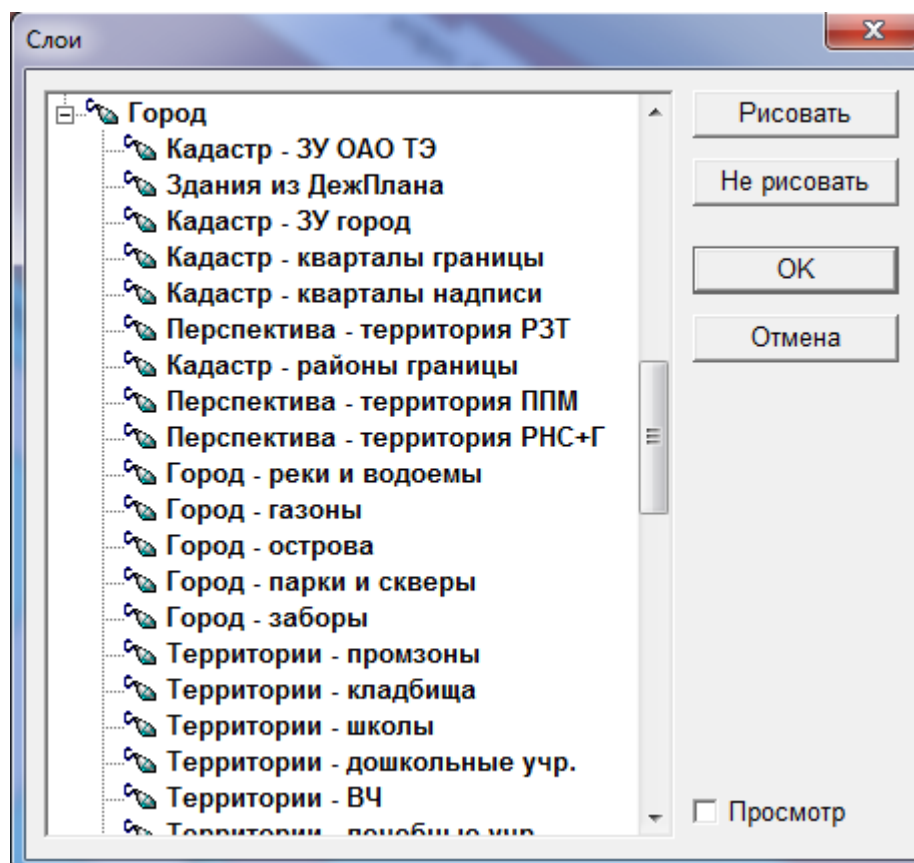 Слои
Город
Кадастр - ЗУ ОАО ТЭ
Здания из ДежПлана
Кадастр - ЗУ город
Кадастр - кварталы границы
Кадастр - кварталы надписи
Перспектива - территория РЗТ
Кадастр - районы границы
Перспектива - территория ППМ
Перспектива - территория РНС+Г
Город - реки и водоемы
Город - газоны
Город - острова
Город - парки и скверы
Город - заборы
Территории - промзоны
Территории - кладбища
Территории - школы
Территории - дошкольные учр.
Территории - ВЧ
Территории -
Рисовать
Не рисовать
OK
Отмена
Просмотр